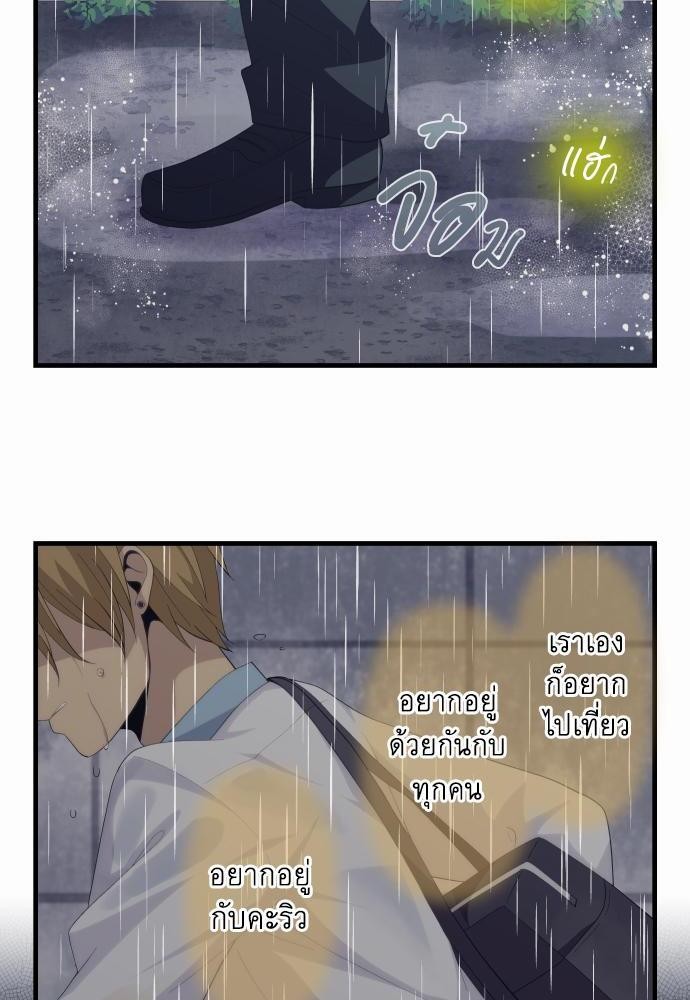 แฮ่ก
จ๋อม
เราเอง
ก็อยาก
ไปเที่ยว
อยากอยู่
ด้วยกันกับ
ทุกคน
อยากอยู่
กับคะริว